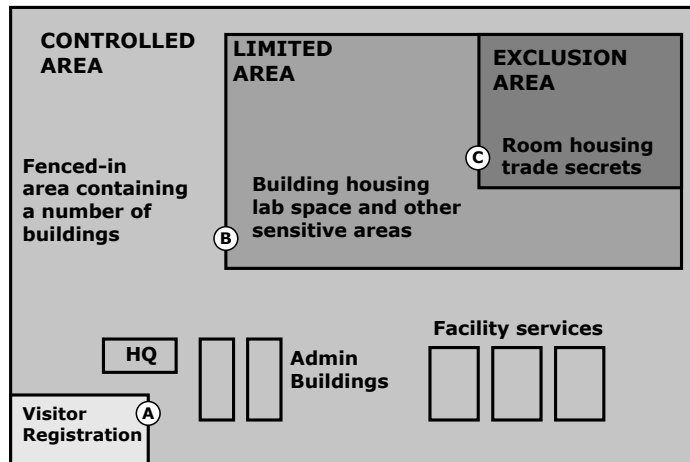 CONTROLLED
AREA
LIMITED
AREA
EXCLUSION
AREA
Fenced-in
area containing
a number of
buildings
Building housing
lab space and other
sensitive areas
Room housing
trade secrets
C
B
HQ
Admin
Buildings
Facility services
Visitor
Registration
A